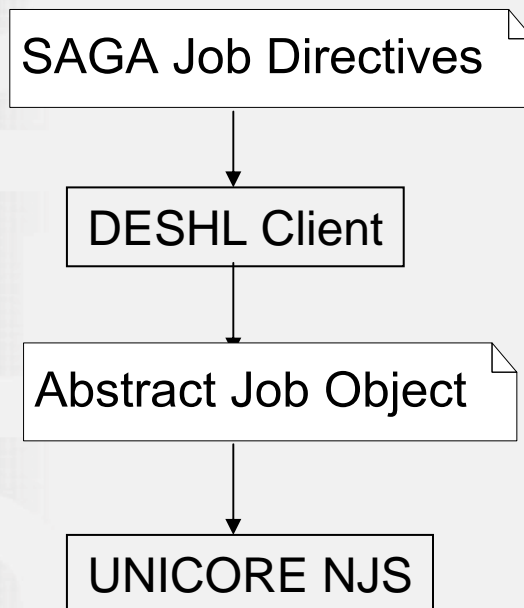 SAGA Job Directives
DESHL Client
Abstract Job Object
UNICORE NJS